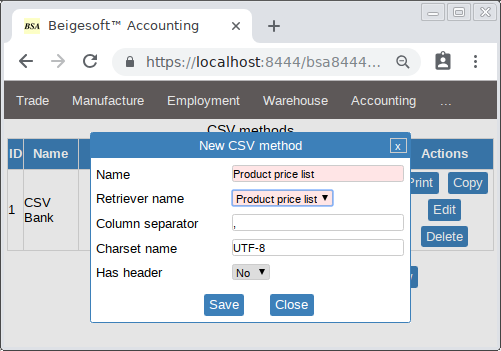 BSA Beigesoft™ Accounting
https://localhost:8444/bsa8444...
Trade Manufacture Employment Warehouse Accounting ...
CSV methods
ID Name Actions
New CSV method x
Name Product price list
Retriever name Product price list
Column separator ,
Charset name UTF-8
Has header No
Save Close
1 CSV Bank
Print Copy
Edit
Delete